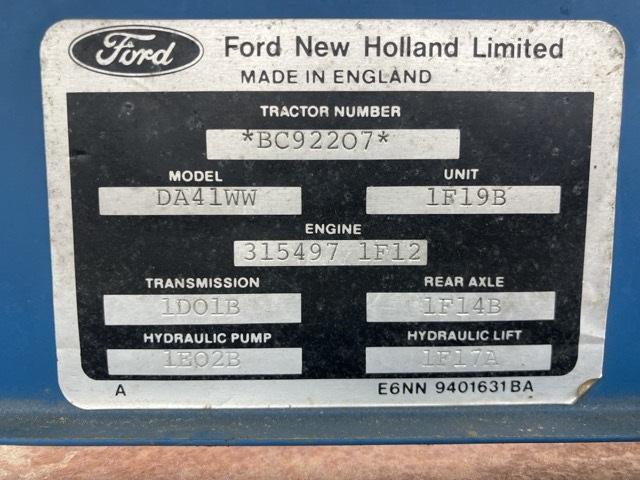 Ford Ford New Holland Limited
MADE IN ENGLAND
TRACTOR NUMBER
*BC92207*
MODEL UNIT
DA41WW 1F19B
ENGINE
315497 1F12
TRANSMISSION REAR AXLE
1D01B 1F14B
HYDRAULIC PUMP HYDRAULIC LIFT
1E02B 1F17A
A E6NN 9401631BA